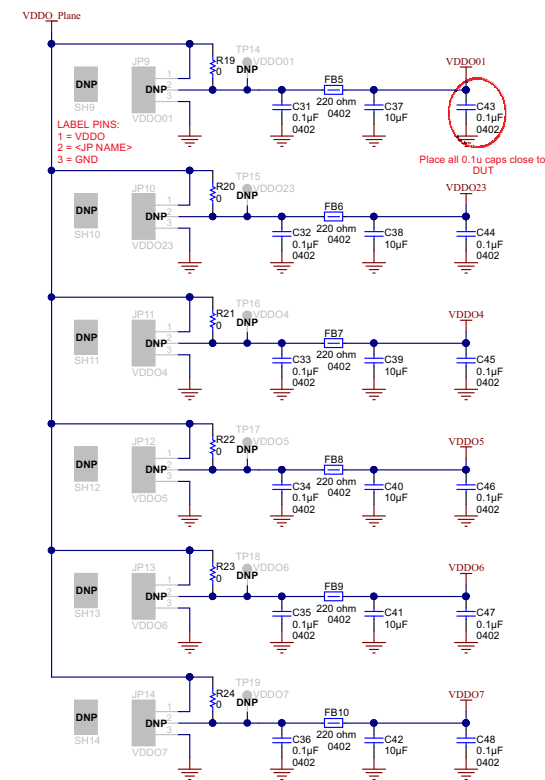 VDDO_Plane
JP9
TP14
R19
0
VDDO01
DNP
VDDO01
DNP
SH9
DNP
1
2
3
VDDO01
FB5
220 ohm
0402
C31
0.1µF
0402
C37
10µF
C43
0.1µF
0402
LABEL PINS:
1 = VDDO
2 = <JP NAME>
3 = GND
Place all 0.1u caps close to
DUT
JP10
TP15
R20
0
VDDO23
DNP
VDDO23
DNP
SH10
DNP
1
2
3
VDDO23
FB6
220 ohm
0402
C32
0.1µF
0402
C38
10µF
C44
0.1µF
0402
JP11
TP16
R21
0
VDDO4
DNP
VDDO4
DNP
SH11
DNP
1
2
3
VDDO4
FB7
220 ohm
0402
C33
0.1µF
0402
C39
10µF
C45
0.1µF
0402
JP12
TP17
R22
0
VDDO5
DNP
VDDO5
DNP
SH12
DNP
1
2
3
VDDO5
FB8
220 ohm
0402
C34
0.1µF
0402
C40
10µF
C46
0.1µF
0402
JP13
TP18
R23
0
VDDO6
DNP
VDDO6
DNP
SH13
DNP
1
2
3
VDDO6
FB9
220 ohm
0402
C35
0.1µF
0402
C41
10µF
C47
0.1µF
0402
JP14
TP19
R24
0
VDDO7
DNP
VDDO7
DNP
SH14
DNP
1
2
3
VDDO7
FB10
220 ohm
0402
C36
0.1µF
0402
C42
10µF
C48
0.1µF
0402